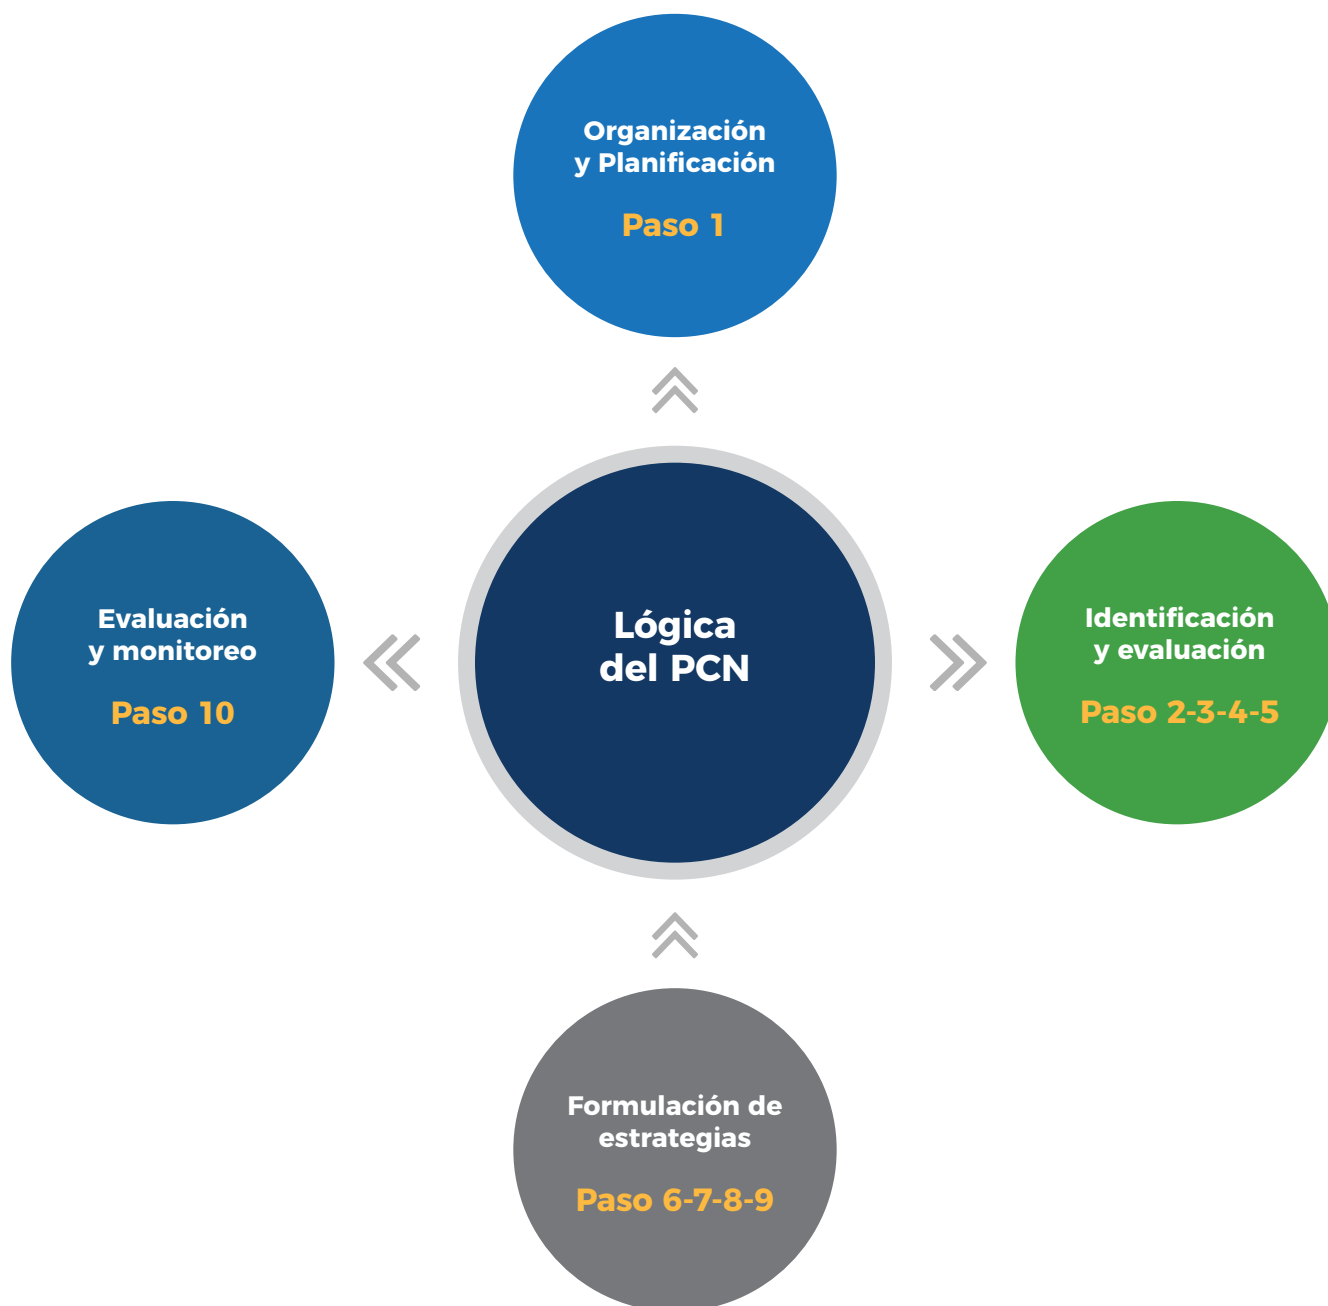 Organización
y Planificación
Paso 1
Evaluación
y monitoreo
Paso 10
Lógica
del PCN
Identificación
y evaluación
Paso 2-3-4-5
Formulación de
estrategias
Paso 6-7-8-9